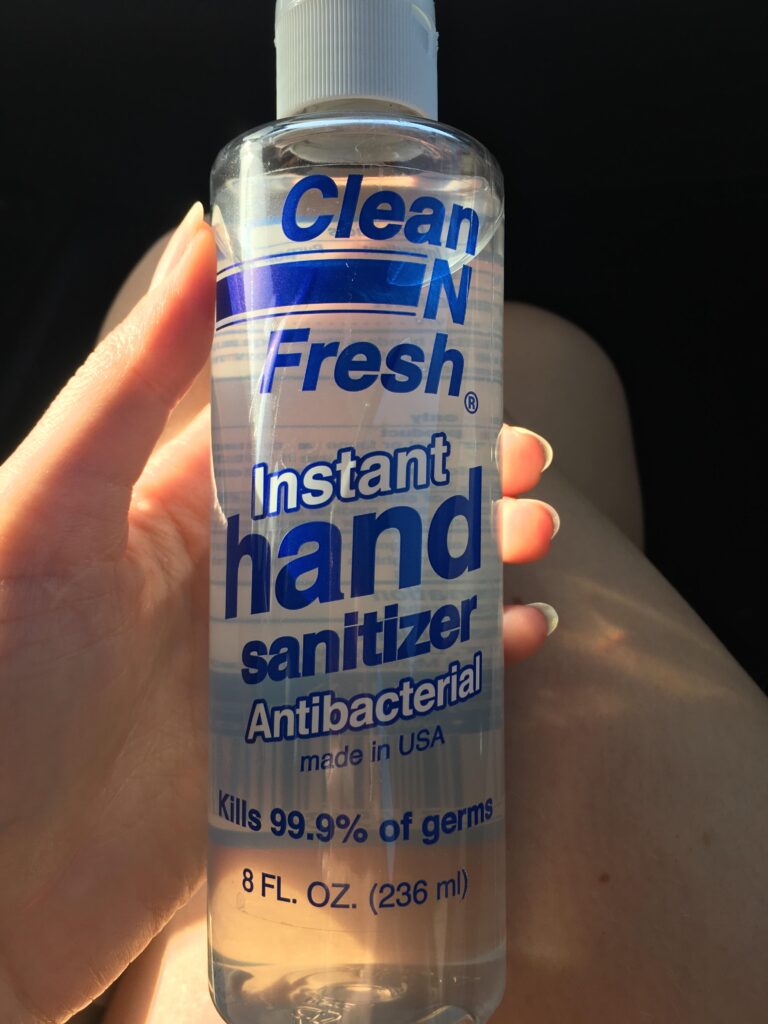 Clean
N
Fresh®
Instant
hand
sanitizer
Antibacterial
made in USA
Kills 99.9% of germs
8 FL. OZ. (236 ml)